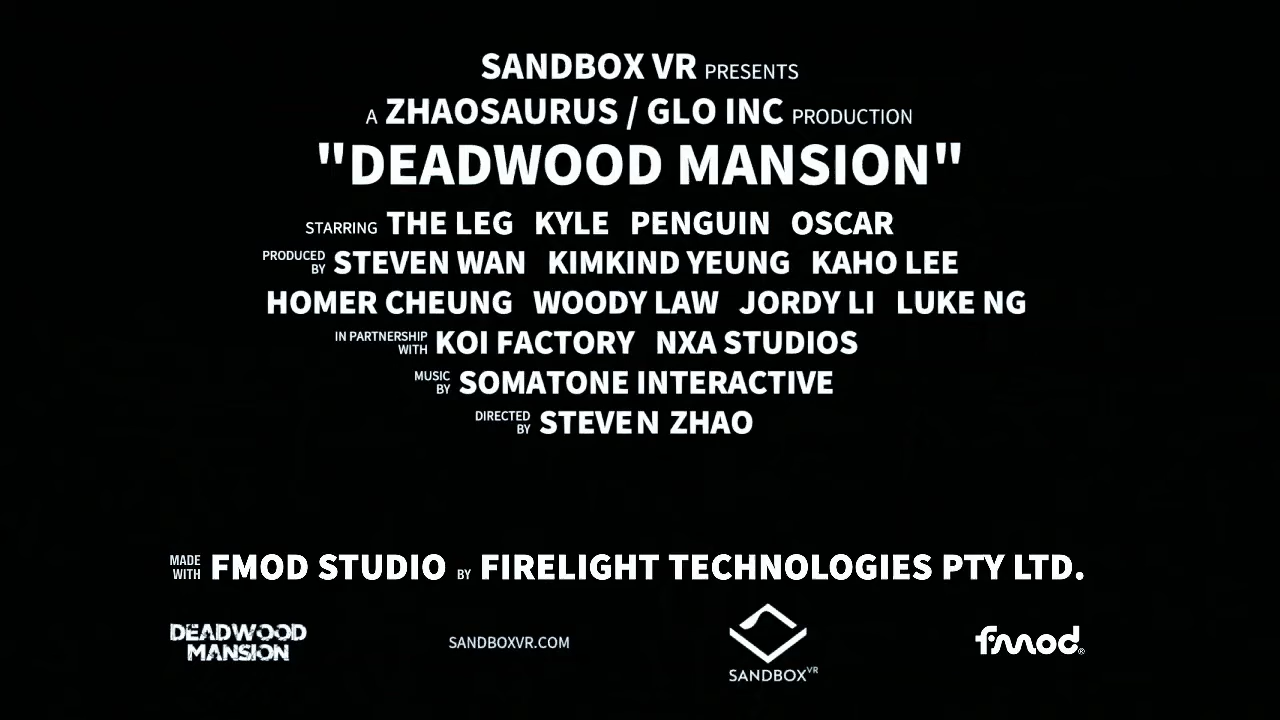 SANDBOX VR PRESENTS
A ZHAOSAURUS / GLO INC PRODUCTION
"DEADWOOD MANSION"
STARRING THE LEG KYLE PENGUIN OSCAR
PRODUCED BY STEVEN WAN KIMKIND YEUNG KAHO LEE
HOMER CHEUNG WOODY LAW JORDY LI LUKE NG
IN PARTNERSHIP WITH KOI FACTORY NXA STUDIOS
MUSIC BY SOMATONE INTERACTIVE
DIRECTED BY STEVEN ZHAO
MADE WITH FMOD STUDIO BY FIRELIGHT TECHNOLOGIES PTY LTD.
DEADWOOD MANSION
SANDBOXVR.COM
SANDBOX VR
fmod®